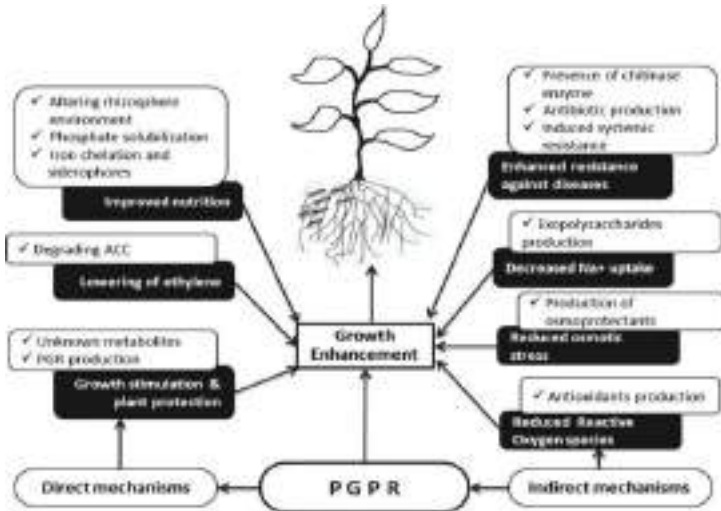 ✓ Altering rhizosphere
environment
✓ Phosphate solubilization
✓ Iron chelation and
siderophores
Improved nutrition
✓ Degrading ACC
Lowering of ethylene
✓ Unknown metabolites
✓ PGR production
Growth stimulation &
plant protection
Direct mechanisms
Growth
Enhancement
P G P R
✓ Presence of chitinase
enzyme
✓ Antibiotic production
✓ Induced systemic
resistance
Enhanced resistance
against diseases
✓ Exopolysaccharides
production
Decreased Na+ uptake
✓ Production of
osmoprotectants
Reduced osmotic
stress
✓ Antioxidants production
Reduced Reactive
Oxygen species
Indirect mechanisms